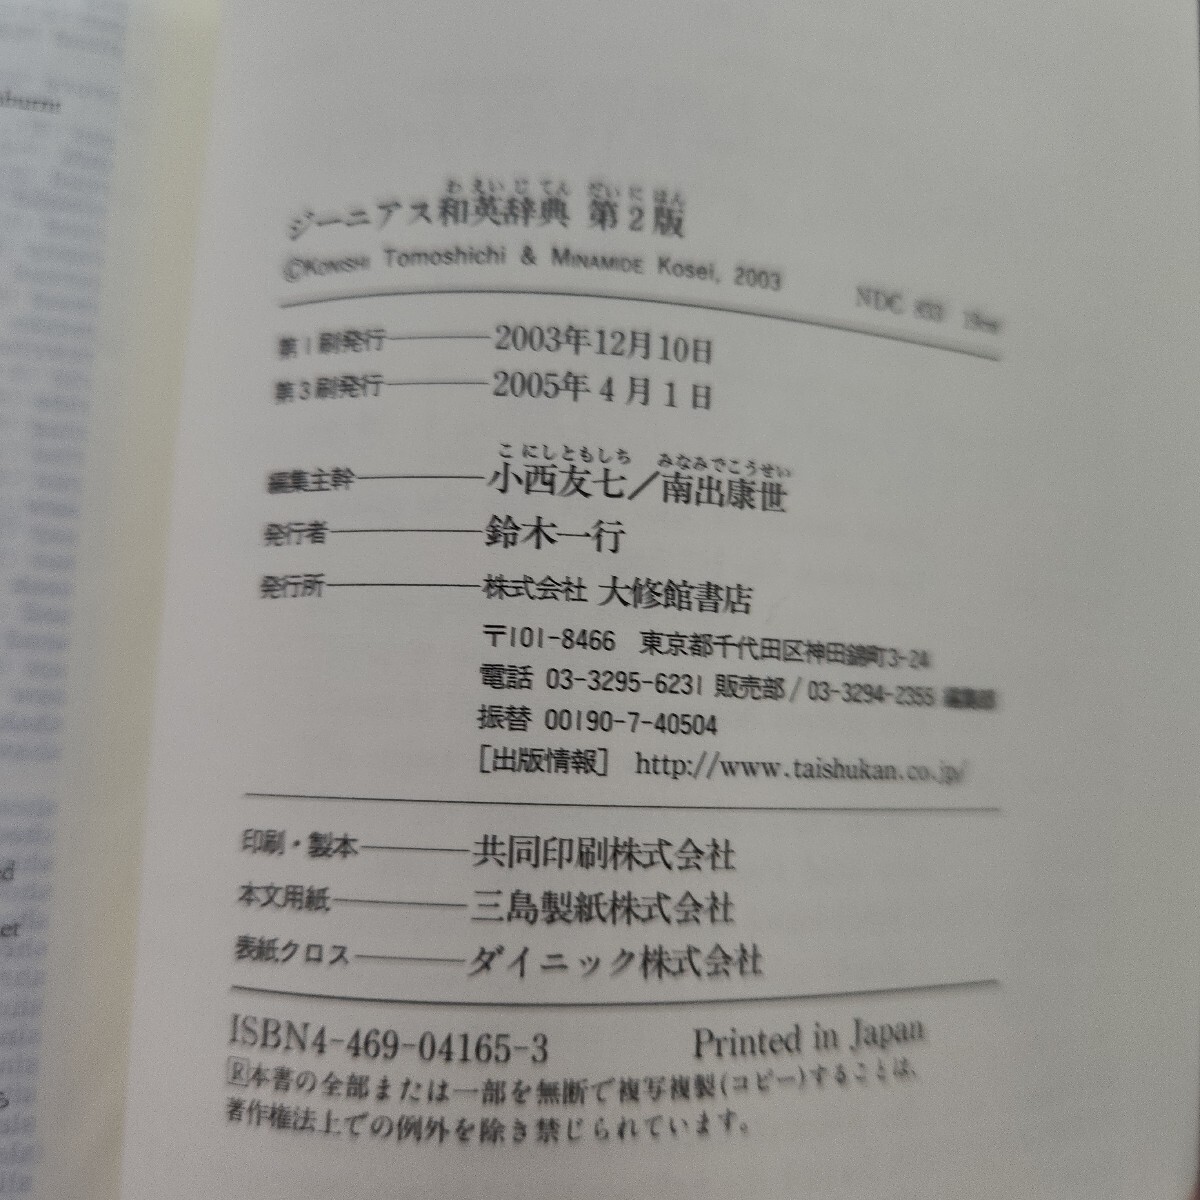 わえいじてん だいにはん
ジーニアス和英辞典 第2版
©KONISHI Tomoshichi & MINAMIDE Kosei, 2003
NDC 833
第1刷発行 2003年12月10日
第3刷発行 2005年4月1日
こにしともしち みなみでこうせい
編集主幹 小西友七／南出康世
発行者 鈴木一行
発行所 株式会社 大修館書店
〒101-8466 東京都千代田区神田錦町3-24
電話 03-3295-6231 販売部/03-3294-2355 編集部
振替 00190-7-40504
[出版情報] http://www.taishukan.co.jp/
印刷・製本 共同印刷株式会社
本文用紙 三島製紙株式会社
表紙クロス ダイニック株式会社
ISBN4-469-04165-3 Printed in Japan
Ⓡ本書の全部または一部を無断で複写複製(コピー)することは、
著作権法上での例外を除き禁じられています。